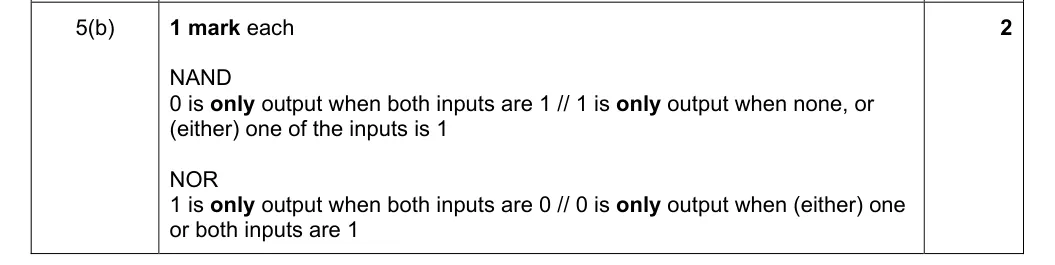 5(b) 1 mark each 2
NAND
0 is only output when both inputs are 1 // 1 is only output when none, or
(either) one of the inputs is 1
NOR
1 is only output when both inputs are 0 // 0 is only output when (either) one
or both inputs are 1